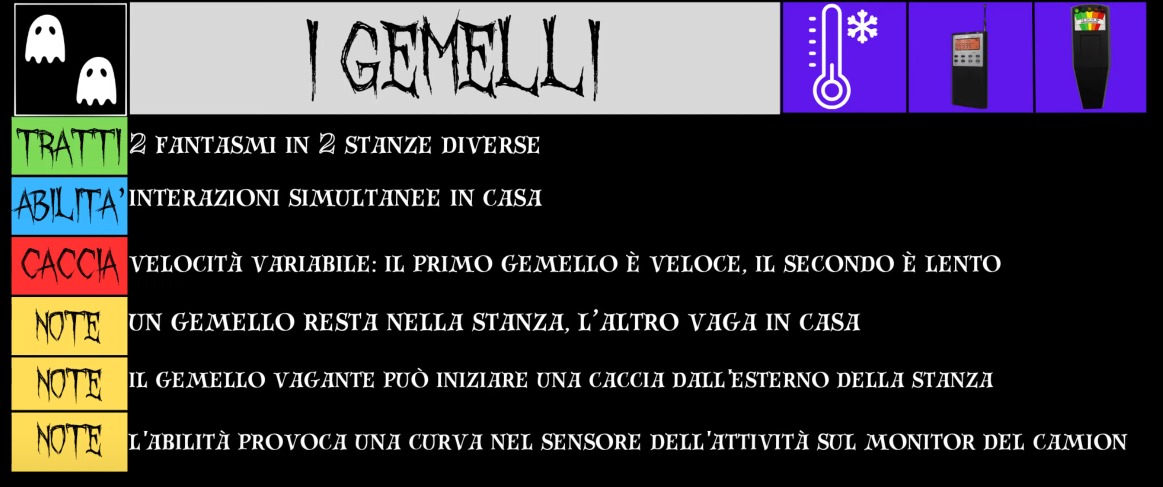 I GEMELLI
TRATTI 2 FANTASMI IN 2 STANZE DIVERSE
ABILITA' INTERAZIONI SIMULTANEE IN CASA
CACCIA VELOCITÀ VARIABILE: IL PRIMO GEMELLO È VELOCE, IL SECONDO È LENTO
NOTE UN GEMELLO RESTA NELLA STANZA, L'ALTRO VAGA IN CASA
NOTE IL GEMELLO VAGANTE PUÒ INIZIARE UNA CACCIA DALL'ESTERNO DELLA STANZA
NOTE L'ABILITÀ PROVOCA UNA CURVA NEL SENSORE DELL'ATTIVITÀ SUL MONITOR DEL CAMION